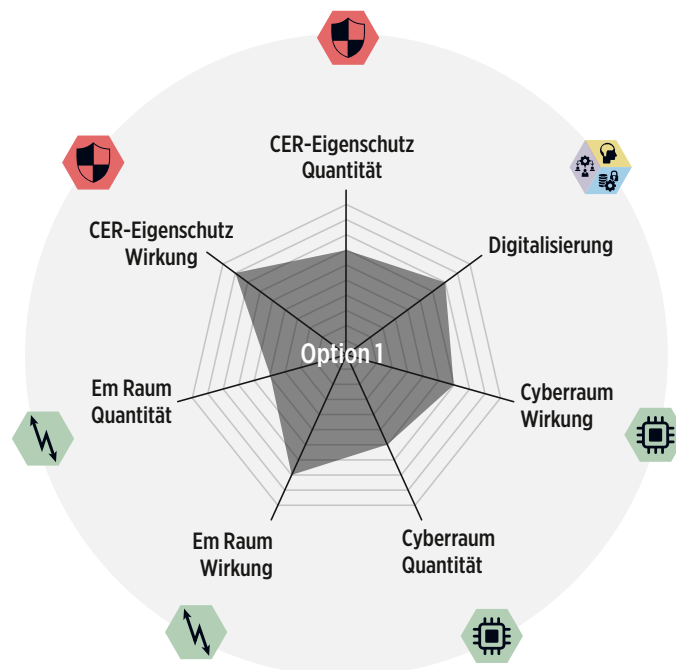 CER-Eigenschutz
Quantität
CER-Eigenschutz
Wirkung
Digitalisierung
Option 1
Em Raum
Quantität
Cyberraum
Wirkung
Em Raum
Wirkung
Cyberraum
Quantität